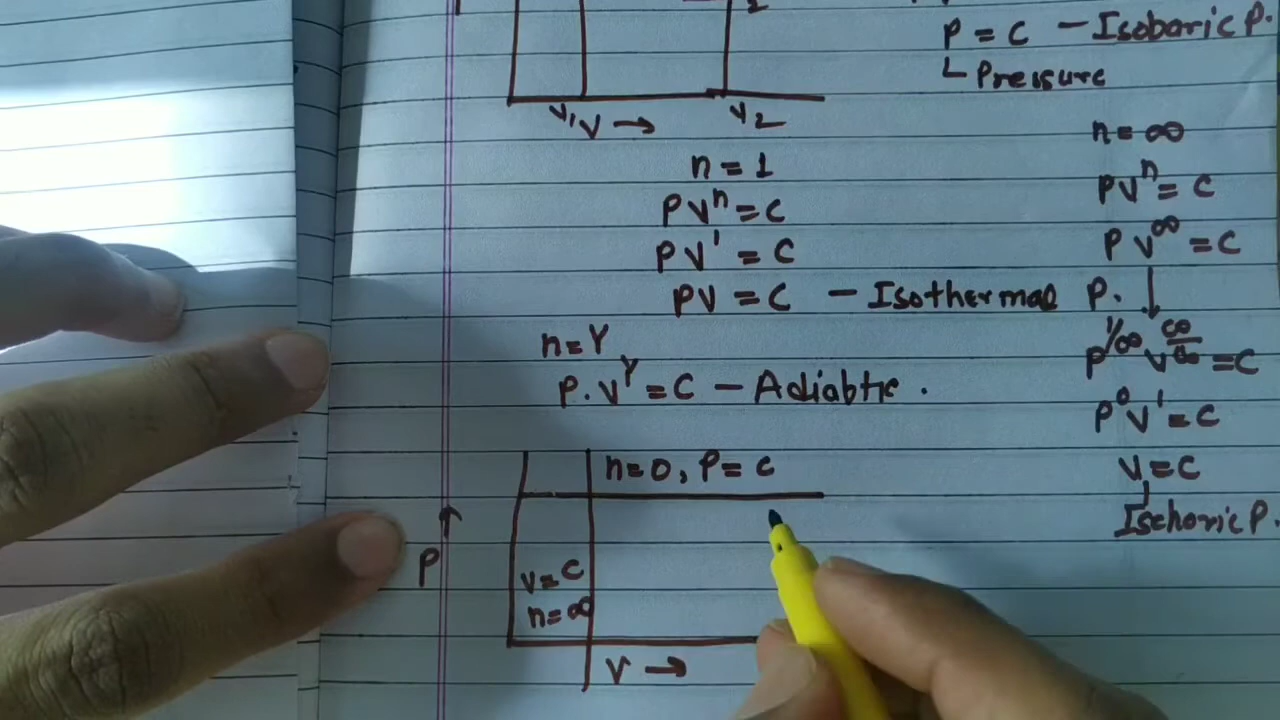 P = C – Isobaric P.
└ Pressure
V₁ V → V₂
n = 1
PVⁿ = C
PV¹ = C
PV = C – Isothermal P.
n = γ
P.V^γ = C – Adiabtic.
n = ∞
PVⁿ = C
PV^∞ = C
↓
P^1/∞ V^∞/∞ = C
P⁰V¹ = C
V = C
Ischoric P.
n=0, P = C
P ↑
V = C
n = ∞
V →